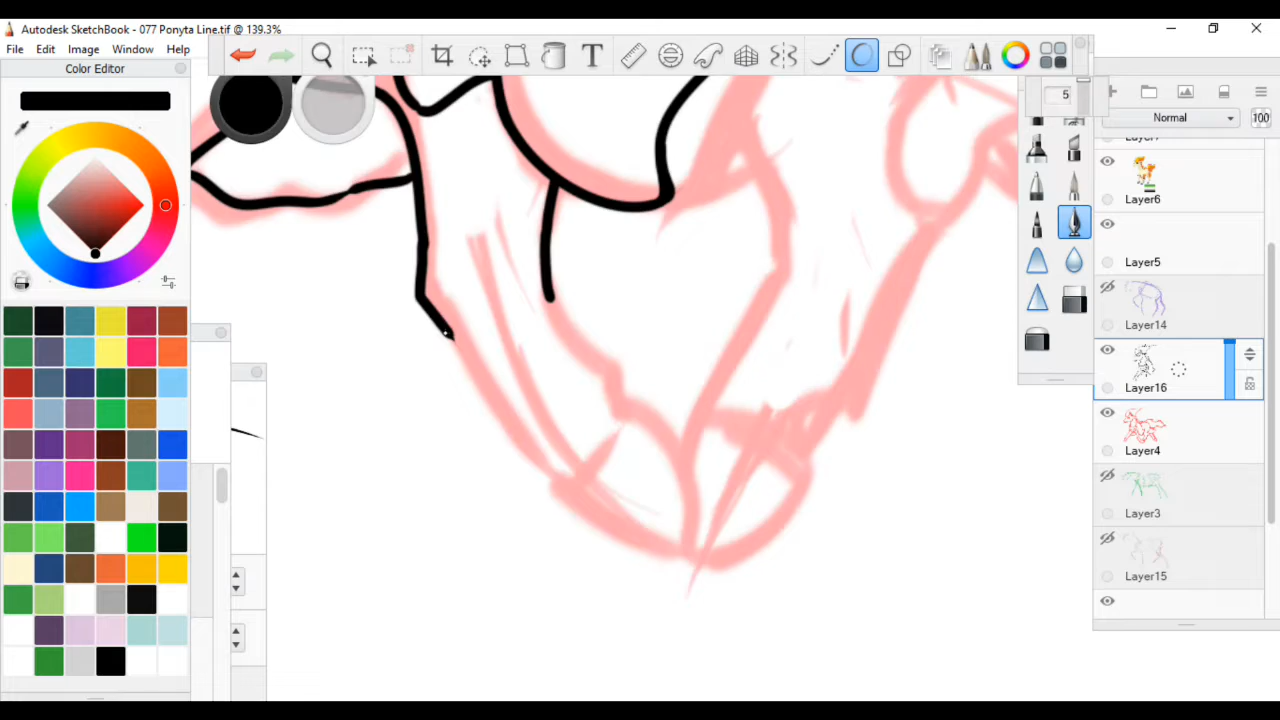 Autodesk SketchBook - 077 Ponyta Line.tif @ 139.3%
File Edit Image Window Help
Color Editor
T
5
Normal
100
Layer6
Layer5
Layer14
Layer16
Layer4
Layer3
Layer15